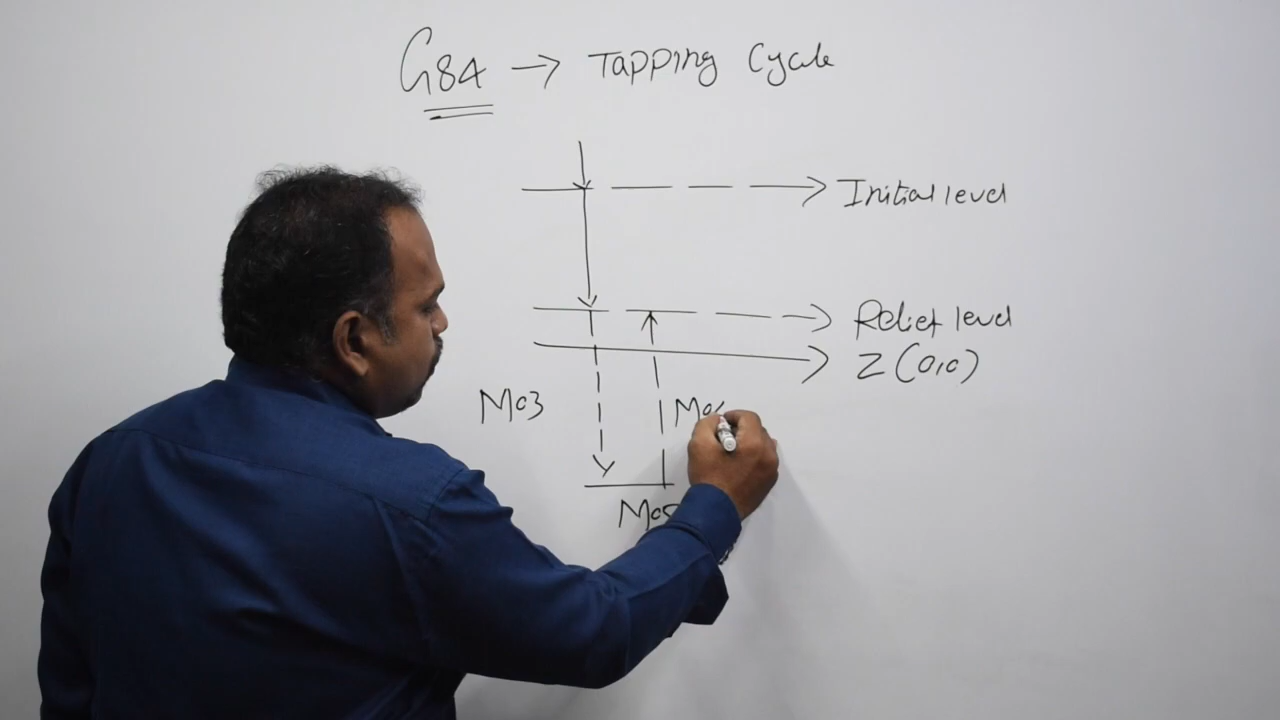 G84 → Tapping Cycle
Initial level
Relief level
Z (0,0)
M03